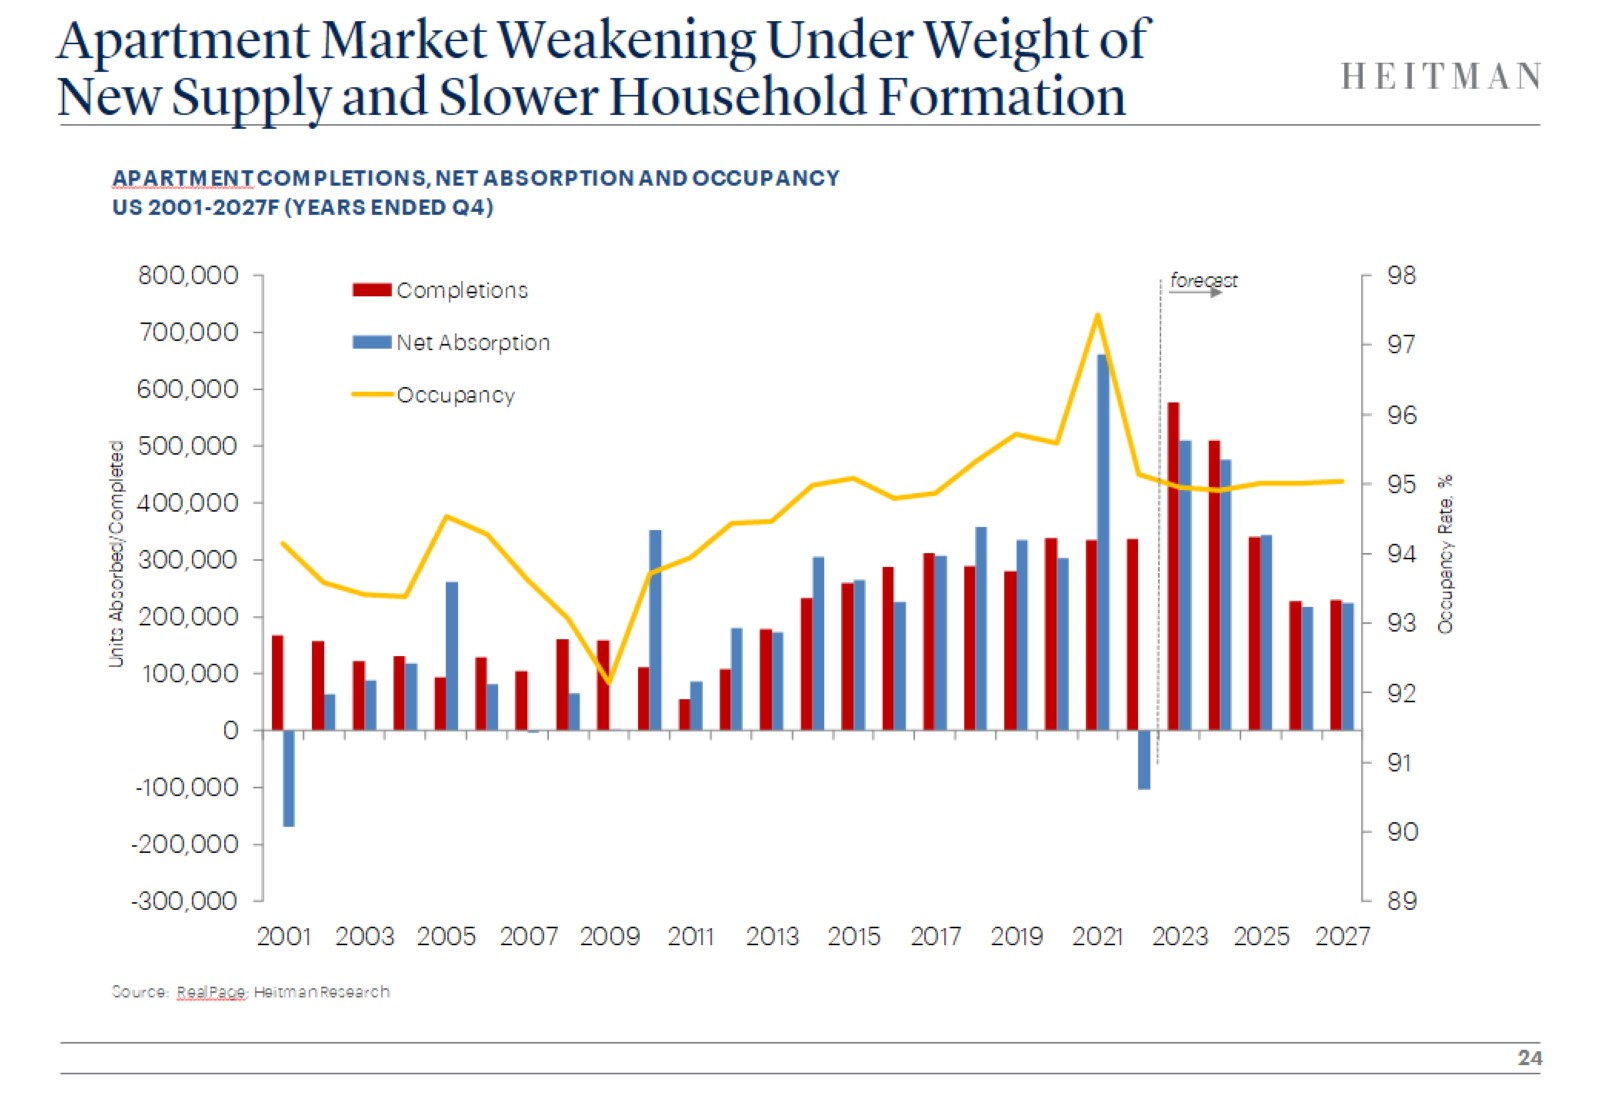 Apartment Market Weakening Under Weight of
New Supply and Slower Household Formation
HEITMAN
APARTMENT COMPLETIONS, NET ABSORPTION AND OCCUPANCY
US 2001-2027F (YEARS ENDED Q4)
Units Absorbed/Completed
800,000
700,000
600,000
500,000
400,000
300,000
200,000
100,000
0
-100,000
-200,000
-300,000
Completions
Net Absorption
Occupancy
forecast
98
97
96
95
94
93
92
91
90
89
Occupancy Rate, %
2001 2003 2005 2007 2009 2011 2013 2015 2017 2019 2021 2023 2025 2027
Source: RealPage; Heitman Research
24